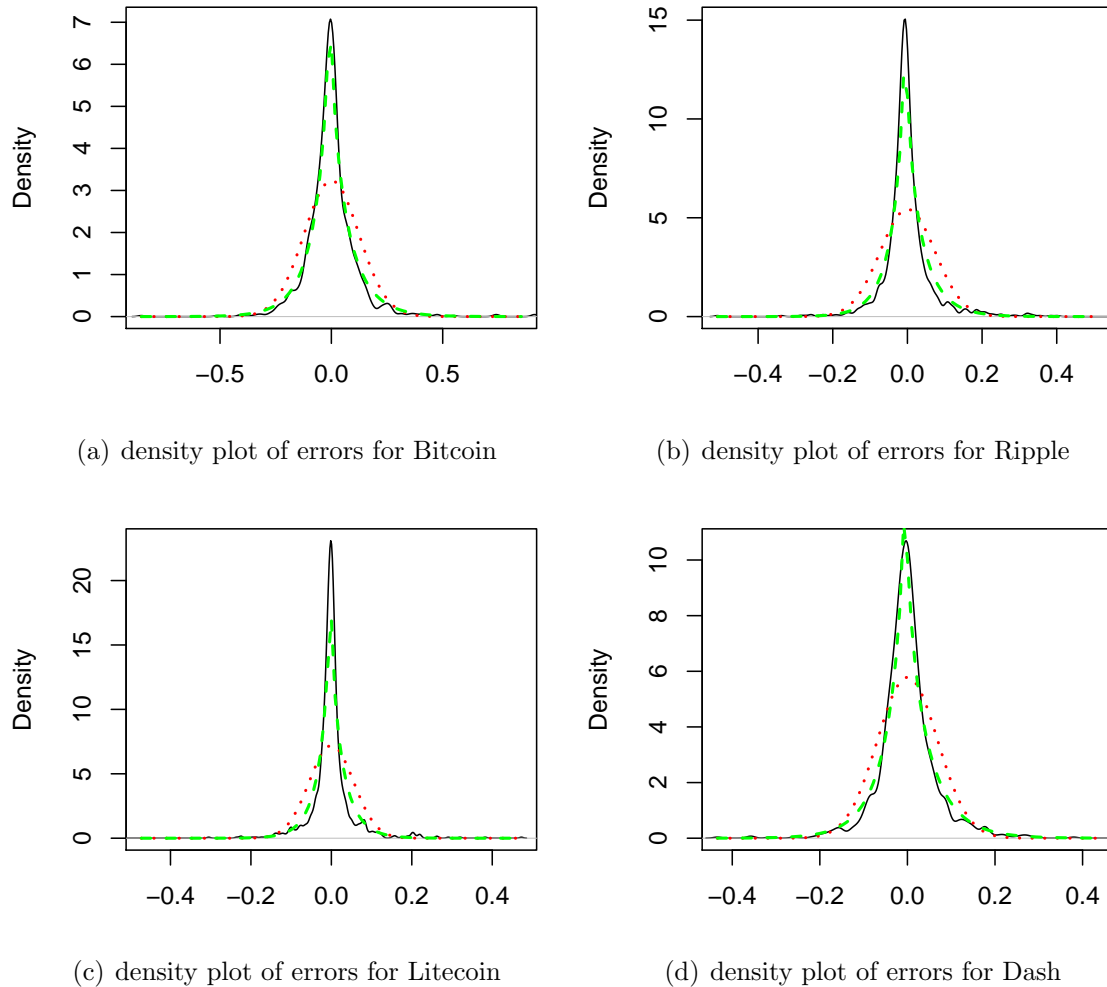 Density
7
6
5
4
3
2
1
0
−0.5 0.0 0.5
(a) density plot of errors for Bitcoin
Density
15
10
5
0
−0.4 −0.2 0.0 0.2 0.4
(b) density plot of errors for Ripple
Density
20
15
10
5
0
−0.4 −0.2 0.0 0.2 0.4
(c) density plot of errors for Litecoin
Density
10
8
6
4
2
0
−0.4 −0.2 0.0 0.2 0.4
(d) density plot of errors for Dash